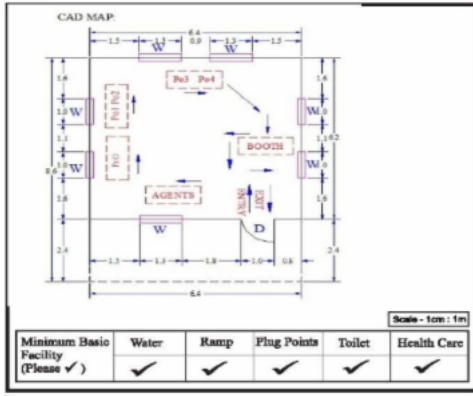 CAD MAP:
6.4
1.5 1.3 0.9 1.3 1.5
W W
Po3 Po4
1.6 1.6
Po1 Po2
1.0 W W 1.0
1.1 1.1
8.6 6.2
BOOTH
1.0 W W 1.0
PrO
1.6 1.6
AGENTS ENTRY EXIT
W D
2.4 2.4
1.3 1.8 1.0 0.8
6.4
Scale - 1cm : 1m
Minimum Basic Facility (Please ✓) Water Ramp Plug Points Toilet Health Care
✓ ✓ ✓ ✓ ✓